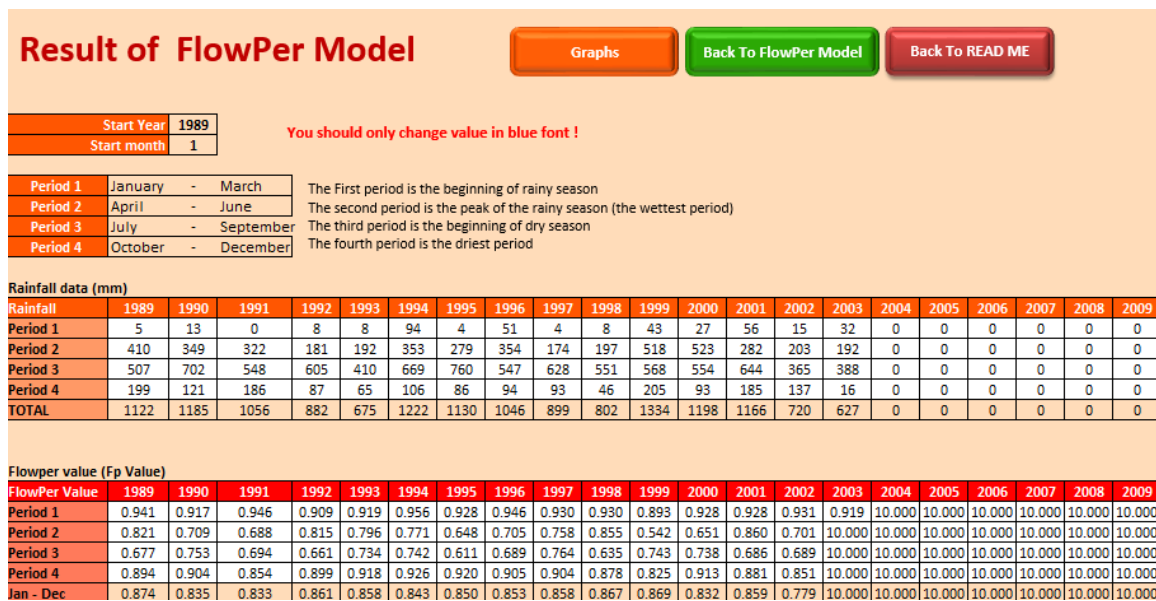 Result of FlowPer Model
Graphs
Back To FlowPer Model
Back To READ ME
Start Year 1989
Start month 1
You should only change value in blue font !
Period 1 January - March The First period is the beginning of rainy season
Period 2 April - June The second period is the peak of the rainy season (the wettest period)
Period 3 July - September The third period is the beginning of dry season
Period 4 October - December The fourth period is the driest period
Rainfall data (mm)
Rainfall 1989 1990 1991 1992 1993 1994 1995 1996 1997 1998 1999 2000 2001 2002 2003 2004 2005 2006 2007 2008 2009
Period 1 5 13 0 8 8 94 4 51 4 8 43 27 56 15 32 0 0 0 0 0 0
Period 2 410 349 322 181 192 353 279 354 174 197 518 523 282 203 192 0 0 0 0 0 0
Period 3 507 702 548 605 410 669 760 547 628 551 568 554 644 365 388 0 0 0 0 0 0
Period 4 199 121 186 87 65 106 86 94 93 46 205 93 185 137 16 0 0 0 0 0 0
TOTAL 1122 1185 1056 882 675 1222 1130 1046 899 802 1334 1198 1166 720 627 0 0 0 0 0 0
Flowper value (Fp Value)
FlowPer Value 1989 1990 1991 1992 1993 1994 1995 1996 1997 1998 1999 2000 2001 2002 2003 2004 2005 2006 2007 2008 2009
Period 1 0.941 0.917 0.946 0.909 0.919 0.956 0.928 0.946 0.930 0.930 0.893 0.928 0.928 0.931 0.919 10.000 10.000 10.000 10.000 10.000 10.000
Period 2 0.821 0.709 0.688 0.815 0.796 0.771 0.648 0.705 0.758 0.855 0.542 0.651 0.860 0.701 10.000 10.000 10.000 10.000 10.000 10.000 10.000
Period 3 0.677 0.753 0.694 0.661 0.734 0.742 0.611 0.689 0.764 0.635 0.743 0.738 0.686 0.689 10.000 10.000 10.000 10.000 10.000 10.000 10.000
Period 4 0.894 0.904 0.854 0.899 0.918 0.926 0.920 0.905 0.904 0.878 0.825 0.913 0.881 0.851 10.000 10.000 10.000 10.000 10.000 10.000 10.000
Jan - Dec 0.874 0.835 0.833 0.861 0.858 0.843 0.850 0.853 0.858 0.867 0.869 0.832 0.859 0.779 10.000 10.000 10.000 10.000 10.000 10.000 10.000